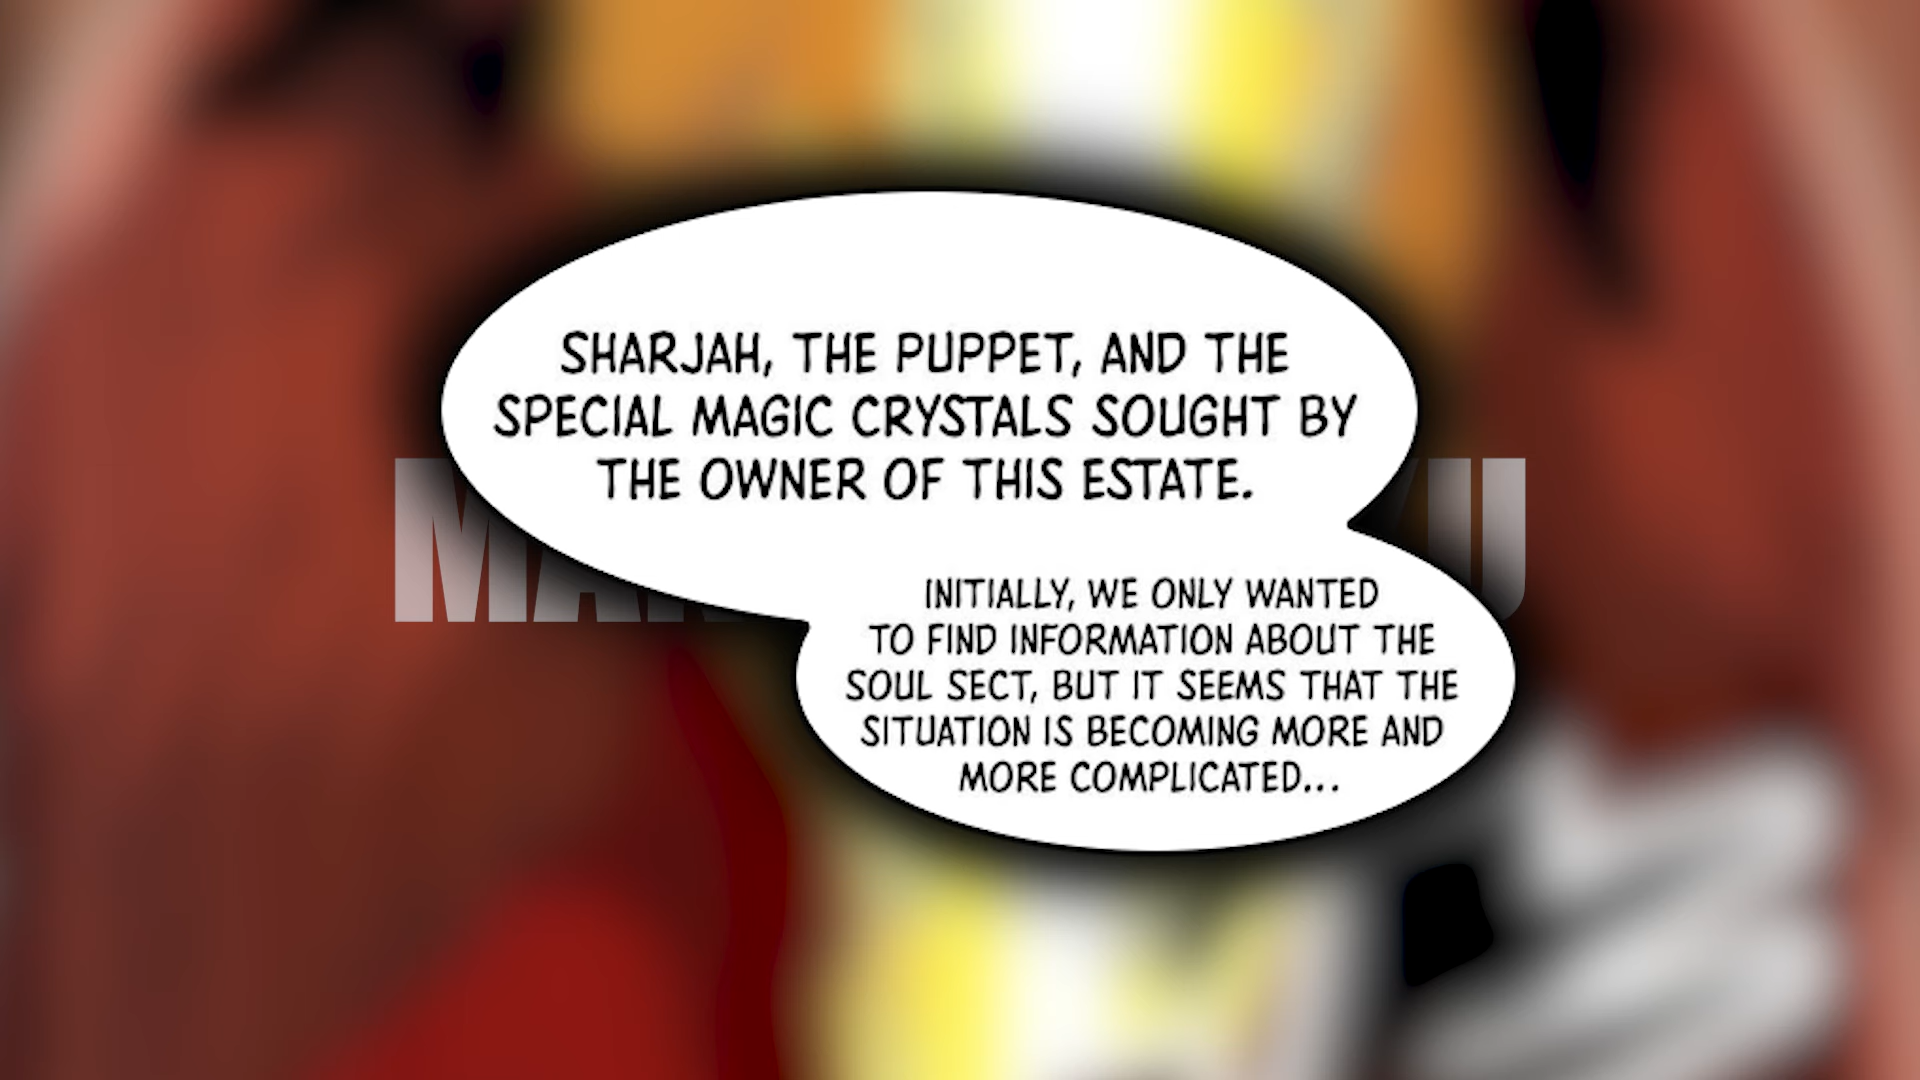 SHARJAH, THE PUPPET, AND THE
SPECIAL MAGIC CRYSTALS SOUGHT BY
THE OWNER OF THIS ESTATE.
INITIALLY, WE ONLY WANTED
TO FIND INFORMATION ABOUT THE
SOUL SECT, BUT IT SEEMS THAT THE
SITUATION IS BECOMING MORE AND
MORE COMPLICATED...